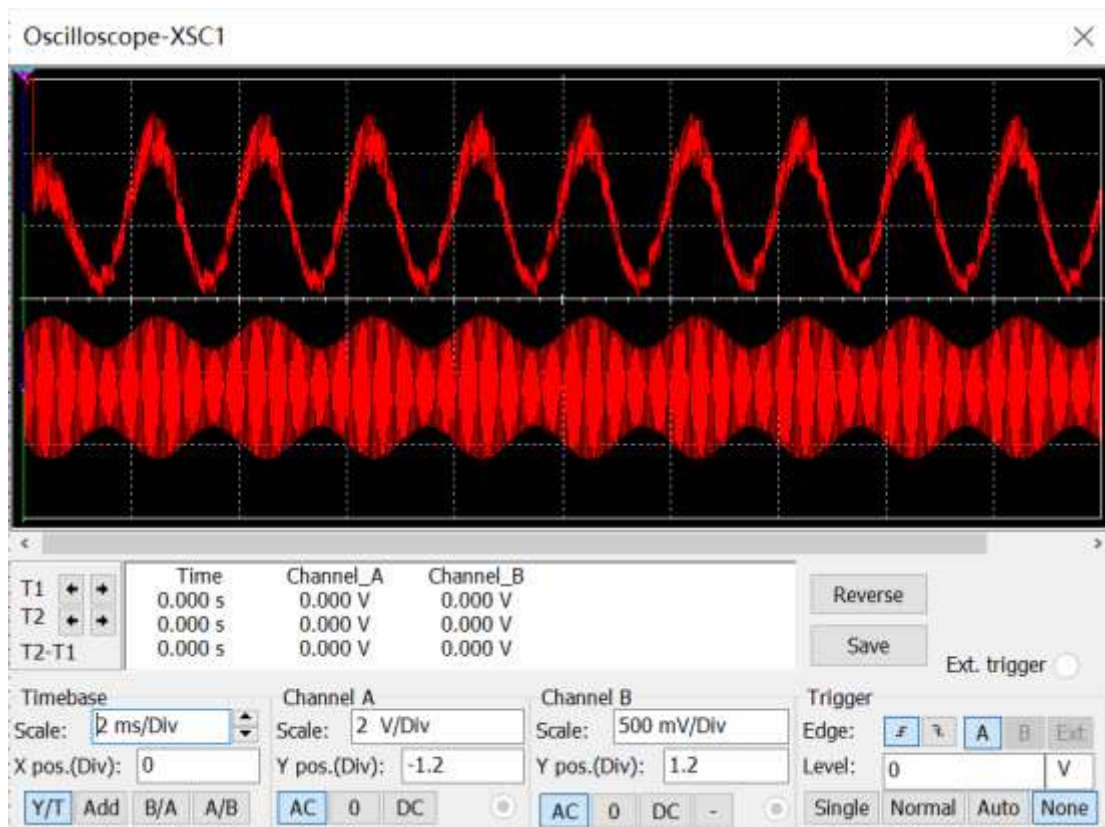 Oscilloscope-XSC1
T1
T2
T2-T1
Time Channel_A Channel_B
0.000 s 0.000 V 0.000 V
0.000 s 0.000 V 0.000 V
0.000 s 0.000 V 0.000 V
Reverse
Save
Ext. trigger
Timebase
Scale: 2 ms/Div
X pos.(Div): 0
Y/T Add B/A A/B
Channel A
Scale: 2 V/Div
Y pos.(Div): -1.2
AC 0 DC
Channel B
Scale: 500 mV/Div
Y pos.(Div): 1.2
AC 0 DC -
Trigger
Edge: A B Ext
Level: 0 V
Single Normal Auto None